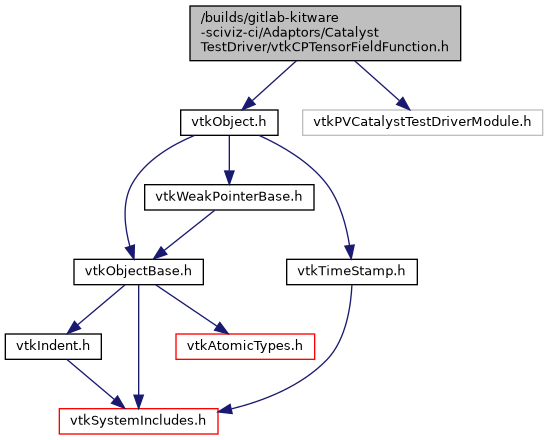 /builds/gitlab-kitware
-sciviz-ci/Adaptors/Catalyst
TestDriver/vtkCPTensorFieldFunction.h
vtkObject.h
vtkPVCatalystTestDriverModule.h
vtkWeakPointerBase.h
vtkObjectBase.h
vtkTimeStamp.h
vtkIndent.h
vtkAtomicTypes.h
vtkSystemIncludes.h